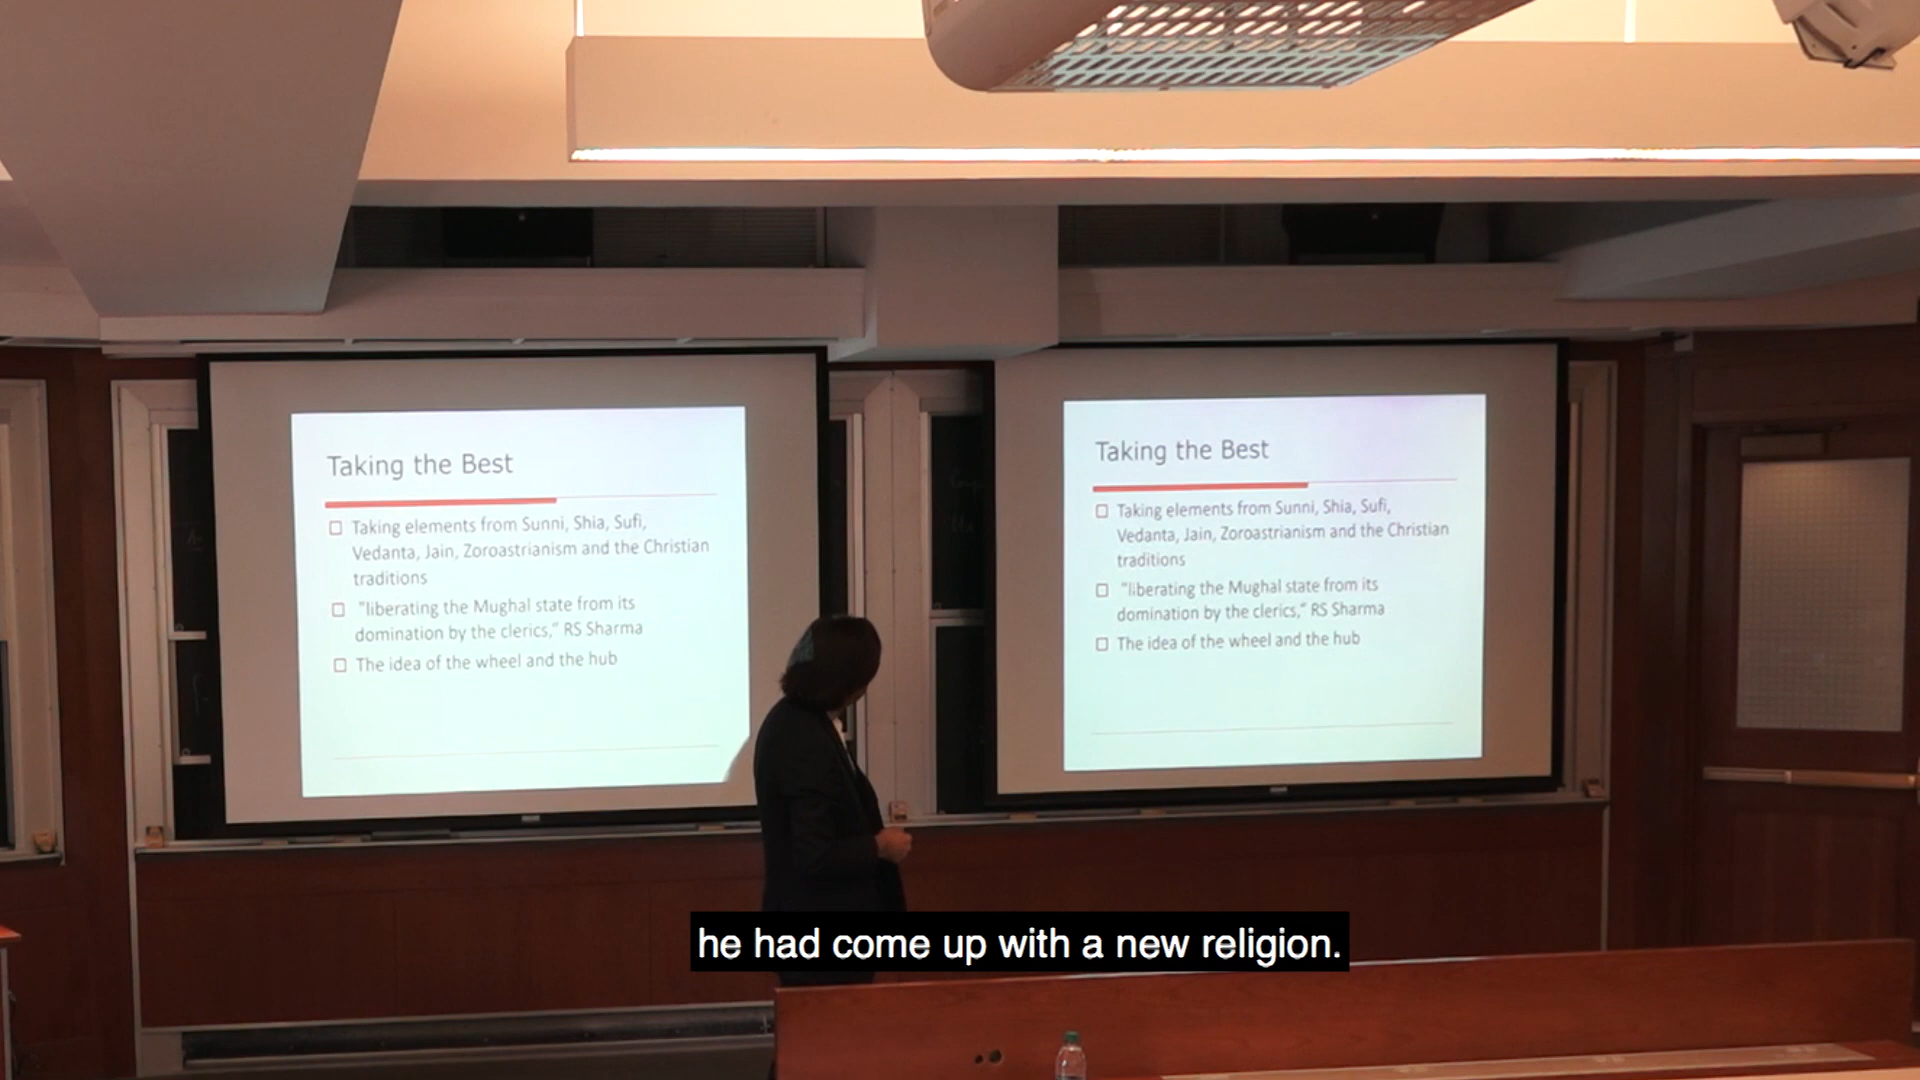 Taking the Best
☐ Taking elements from Sunni, Shia, Sufi,
Vedanta, Jain, Zoroastrianism and the Christian
traditions
☐ "liberating the Mughal state from its
domination by the clerics," RS Sharma
☐ The idea of the wheel and the hub
Taking the Best
☐ Taking elements from Sunni, Shia, Sufi,
Vedanta, Jain, Zoroastrianism and the Christian
traditions
☐ "liberating the Mughal state from its
domination by the clerics," RS Sharma
☐ The idea of the wheel and the hub
he had come up with a new religion.